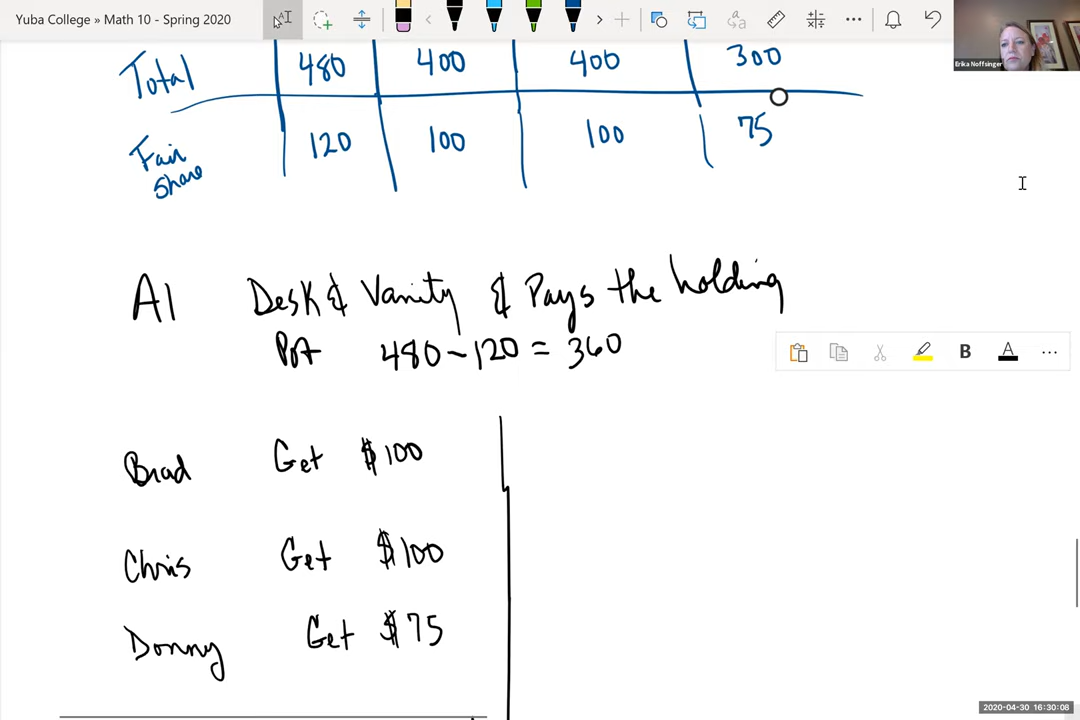 Yuba College » Math 10 - Spring 2020
Erika Noffsinger
Total 480 400 400 300
Fair Share 120 100 100 75
Al Desk & Vanity & Pays the holding
Pot 480 - 120 = 360
B A
Brad Get $100
Chris Get $100
Donny Get $75
2020-04-30 16:30:08